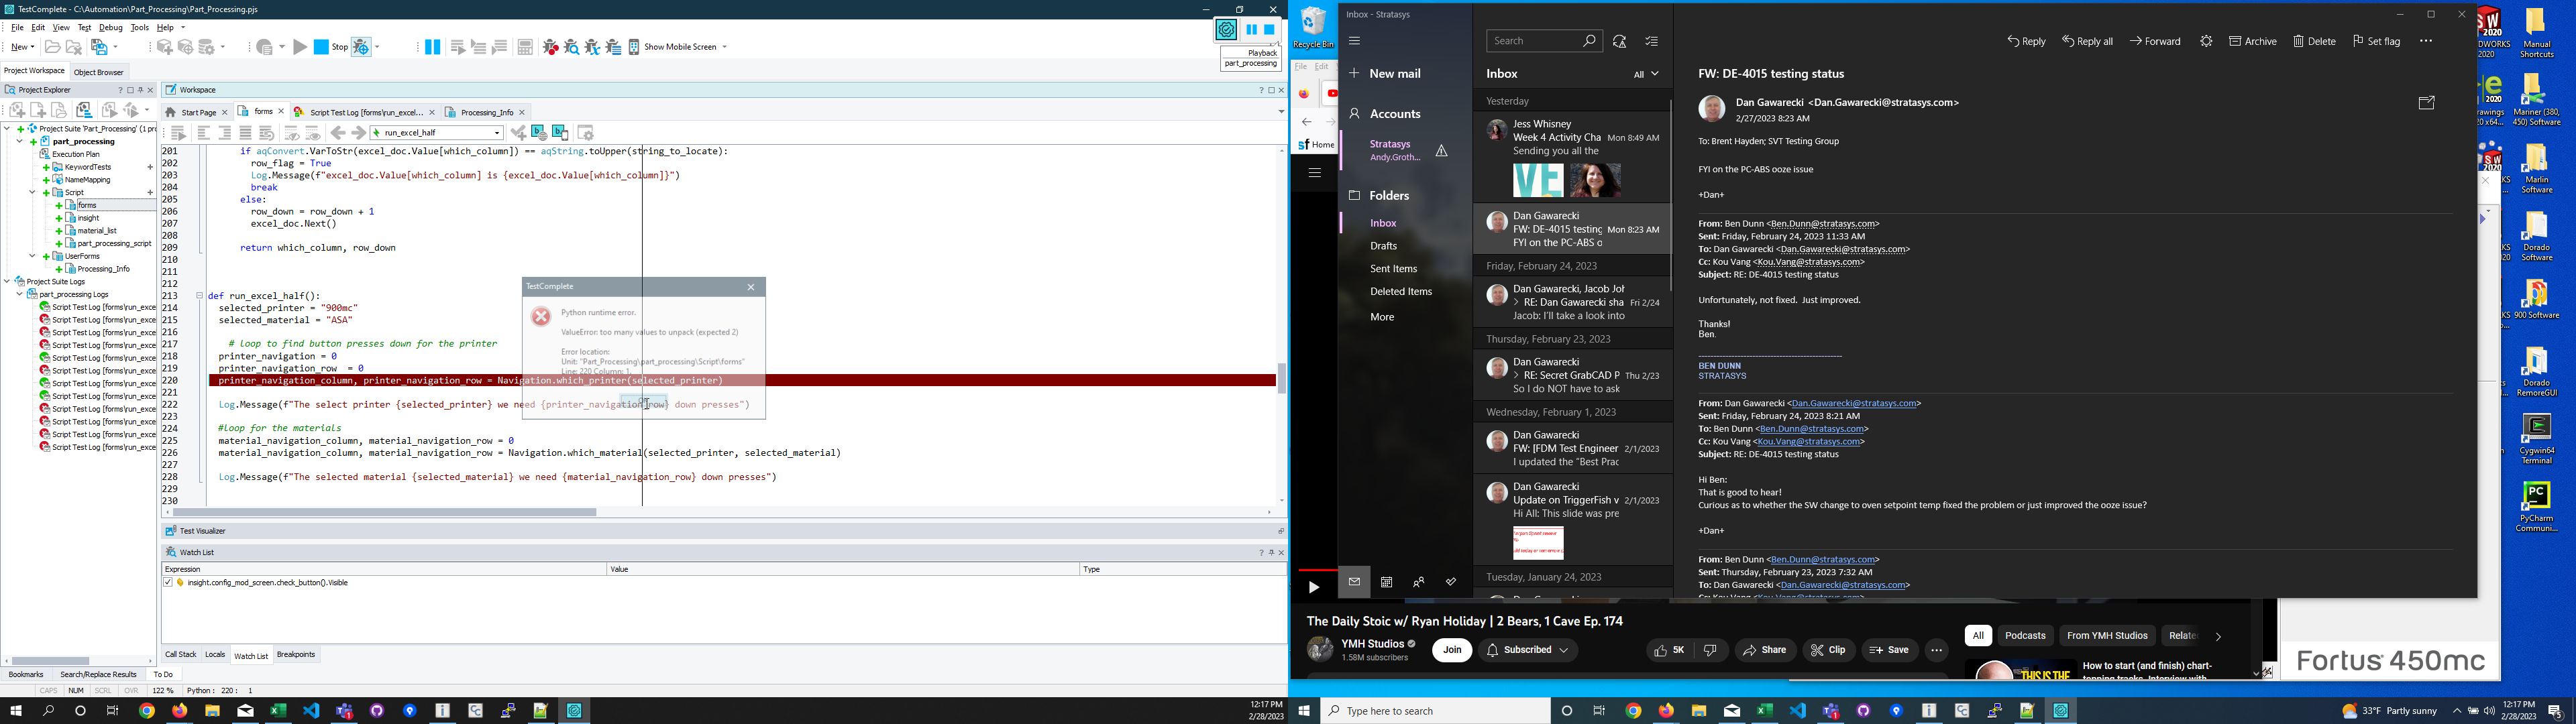 TestComplete - C:\Automation\Part_Processing\Part_Processing.pjs
File Edit View Test Debug Tools Help
New
Stop
Show Mobile Screen
Playback
part_processing
Project Workspace Object Browser
Project Explorer
Workspace
Project Suite 'Part_Processing' (1 pr
part_processing
Execution Plan
KeywordTests
NameMapping
Script
forms
insight
material_list
part_processing_script
UserForms
Processing_Info
Project Suite Logs
part_processing Logs
Script Test Log [forms\run_exce
Script Test Log [forms\run_exce
Script Test Log [forms\run_exce
Script Test Log [forms\run_exce
Script Test Log [forms\run_exce
Script Test Log [forms\run_exce
Script Test Log [forms\run_exce
Script Test Log [forms\run_exce
Script Test Log [forms\run_exce
Script Test Log [forms\run_exce
Script Test Log [forms\run_exce
Script Test Log [forms\run_exce
Start Page forms Script Test Log [forms\run_excel... Processing_Info
run_excel_half
201 if aqConvert.VarToStr(excel_doc.Value[which_column]) == aqString.toUpper(string_to_locate):
202 row_flag = True
203 Log.Message(f"excel_doc.Value[which_column] is {excel_doc.Value[which_column]}")
204 break
205 else:
206 row_down = row_down + 1
207 excel_doc.Next()
208
209 return which_column, row_down
210
211
212
213 def run_excel_half():
214 selected_printer = "900mc"
215 selected_material = "ASA"
216
217 # loop to find button presses down for the printer
218 printer_navigation = 0
219 printer_navigation_row = 0
220 printer_navigation_column, printer_navigation_row = Navigation.which_printer(selected_printer)
221
222 Log.Message(f"The select printer {selected_printer} we need {printer_navigation_row} down presses")
223
224 #loop for the materials
225 material_navigation_column, material_navigation_row = 0
226 material_navigation_column, material_navigation_row = Navigation.which_material(selected_printer, selected_material)
227
228 Log.Message(f"The selected material {selected_material} we need {material_navigation_row} down presses")
229
230
TestComplete
Python runtime error.
ValueError: too many values to unpack (expected 2)
Error location:
Unit: "Part_Processing\part_processing\Script\forms"
Line: 220 Column: 1.
Test Visualizer
Watch List
Expression Value Type
insight.config_mod_screen.check_button().Visible
Call Stack Locals Watch List Breakpoints
Bookmarks Search/Replace Results To Do
CAPS NUM SCRL OVR 122 % Python : 220 : 1
12:17 PM
2/28/2023
Recycle Bin
File Edit
Home
Inbox - Stratasys
New mail
Accounts
Stratasys
Andy.Groth...
Folders
Inbox
Drafts
Sent Items
Deleted Items
More
Search
Inbox All
Yesterday
Jess Whisney
Week 4 Activity Cha Mon 8:49 AM
Sending you all the
Dan Gawarecki
FW: DE-4015 testing Mon 8:23 AM
FYI on the PC-ABS o
Friday, February 24, 2023
Dan Gawarecki, Jacob Joh
RE: Dan Gawarecki sha Fri 2/24
Jacob: I'll take a look into
Thursday, February 23, 2023
Dan Gawarecki
RE: Secret GrabCAD P Thu 2/23
So I do NOT have to ask
Wednesday, February 1, 2023
Dan Gawarecki
FW: [FDM Test Engineer 2/1/2023
I updated the "Best Prac
Dan Gawarecki
Update on TriggerFish v 2/1/2023
Hi All: This slide was pre
Tuesday, January 24, 2023
Reply Reply all Forward Archive Delete Set flag
FW: DE-4015 testing status
Dan Gawarecki <Dan.Gawarecki@stratasys.com>
2/27/2023 8:23 AM
To: Brent Hayden; SVT Testing Group
FYI on the PC-ABS ooze issue
+Dan+
From: Ben Dunn <Ben.Dunn@stratasys.com>
Sent: Friday, February 24, 2023 11:33 AM
To: Dan Gawarecki <Dan.Gawarecki@stratasys.com>
Cc: Kou Vang <Kou.Vang@stratasys.com>
Subject: RE: DE-4015 testing status
Unfortunately, not fixed. Just improved.
Thanks!
Ben.
BEN DUNN
STRATASYS
From: Dan Gawarecki <Dan.Gawarecki@stratasys.com>
Sent: Friday, February 24, 2023 8:21 AM
To: Ben Dunn <Ben.Dunn@stratasys.com>
Cc: Kou Vang <Kou.Vang@stratasys.com>
Subject: RE: DE-4015 testing status
Hi Ben:
That is good to hear!
Curious as to whether the SW change to oven setpoint temp fixed the problem or just improved the ooze issue?
+Dan+
From: Ben Dunn <Ben.Dunn@stratasys.com>
Sent: Thursday, February 23, 2023 7:32 AM
To: Dan Gawarecki <Dan.Gawarecki@stratasys.com>
Cc: Kou Vang <Kou.Vang@stratasys.com>
The Daily Stoic w/ Ryan Holiday | 2 Bears, 1 Cave Ep. 174
YMH Studios
1.58M subscribers
Join Subscribed 5K Share Clip Save
All Podcasts From YMH Studios Relate
How to start (and finish) chart-
topping tracks. Interview with
THIS IS THE
Fortus 450mc
Manual Shortcuts
Mariner (380, 450) Software
Marlin Software
Dorado Software
900 Software
Dorado RemoreGUI
Cygwin64 Terminal
PyCharm Communi...
Type here to search
33°F Partly sunny
12:17 PM
2/28/2023